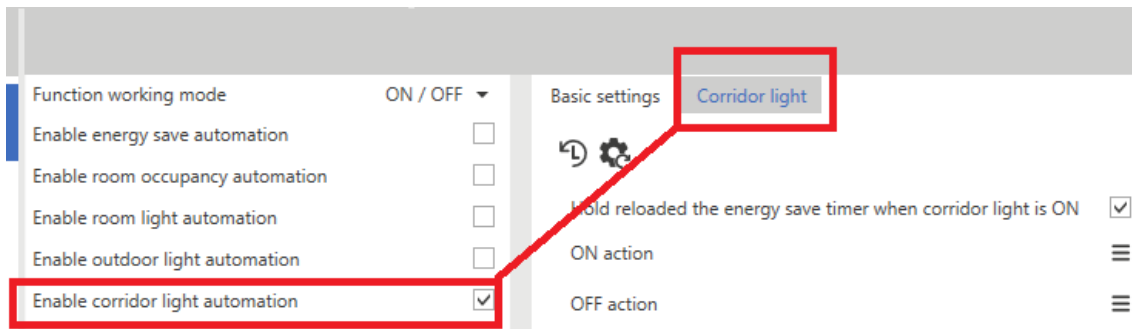 Function working mode ON / OFF
Enable energy save automation
Enable room occupancy automation
Enable room light automation
Enable outdoor light automation
Enable corridor light automation
Basic settings Corridor light
Hold reloaded the energy save timer when corridor light is ON
ON action
OFF action